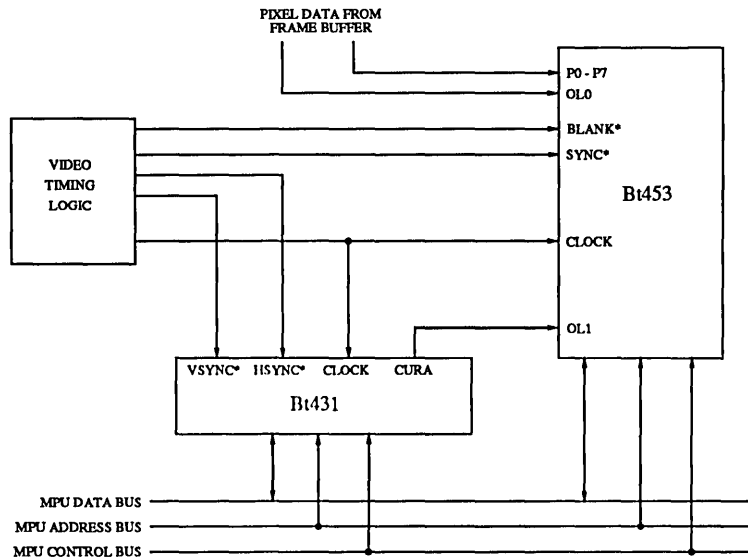 PIXEL DATA FROM
FRAME BUFFER
P0 - P7
OL0
BLANK*
SYNC*
VIDEO
TIMING
LOGIC
Bt453
CLOCK
OL1
VSYNC* HSYNC* CLOCK CURA
Bt431
MPU DATA BUS
MPU ADDRESS BUS
MPU CONTROL BUS